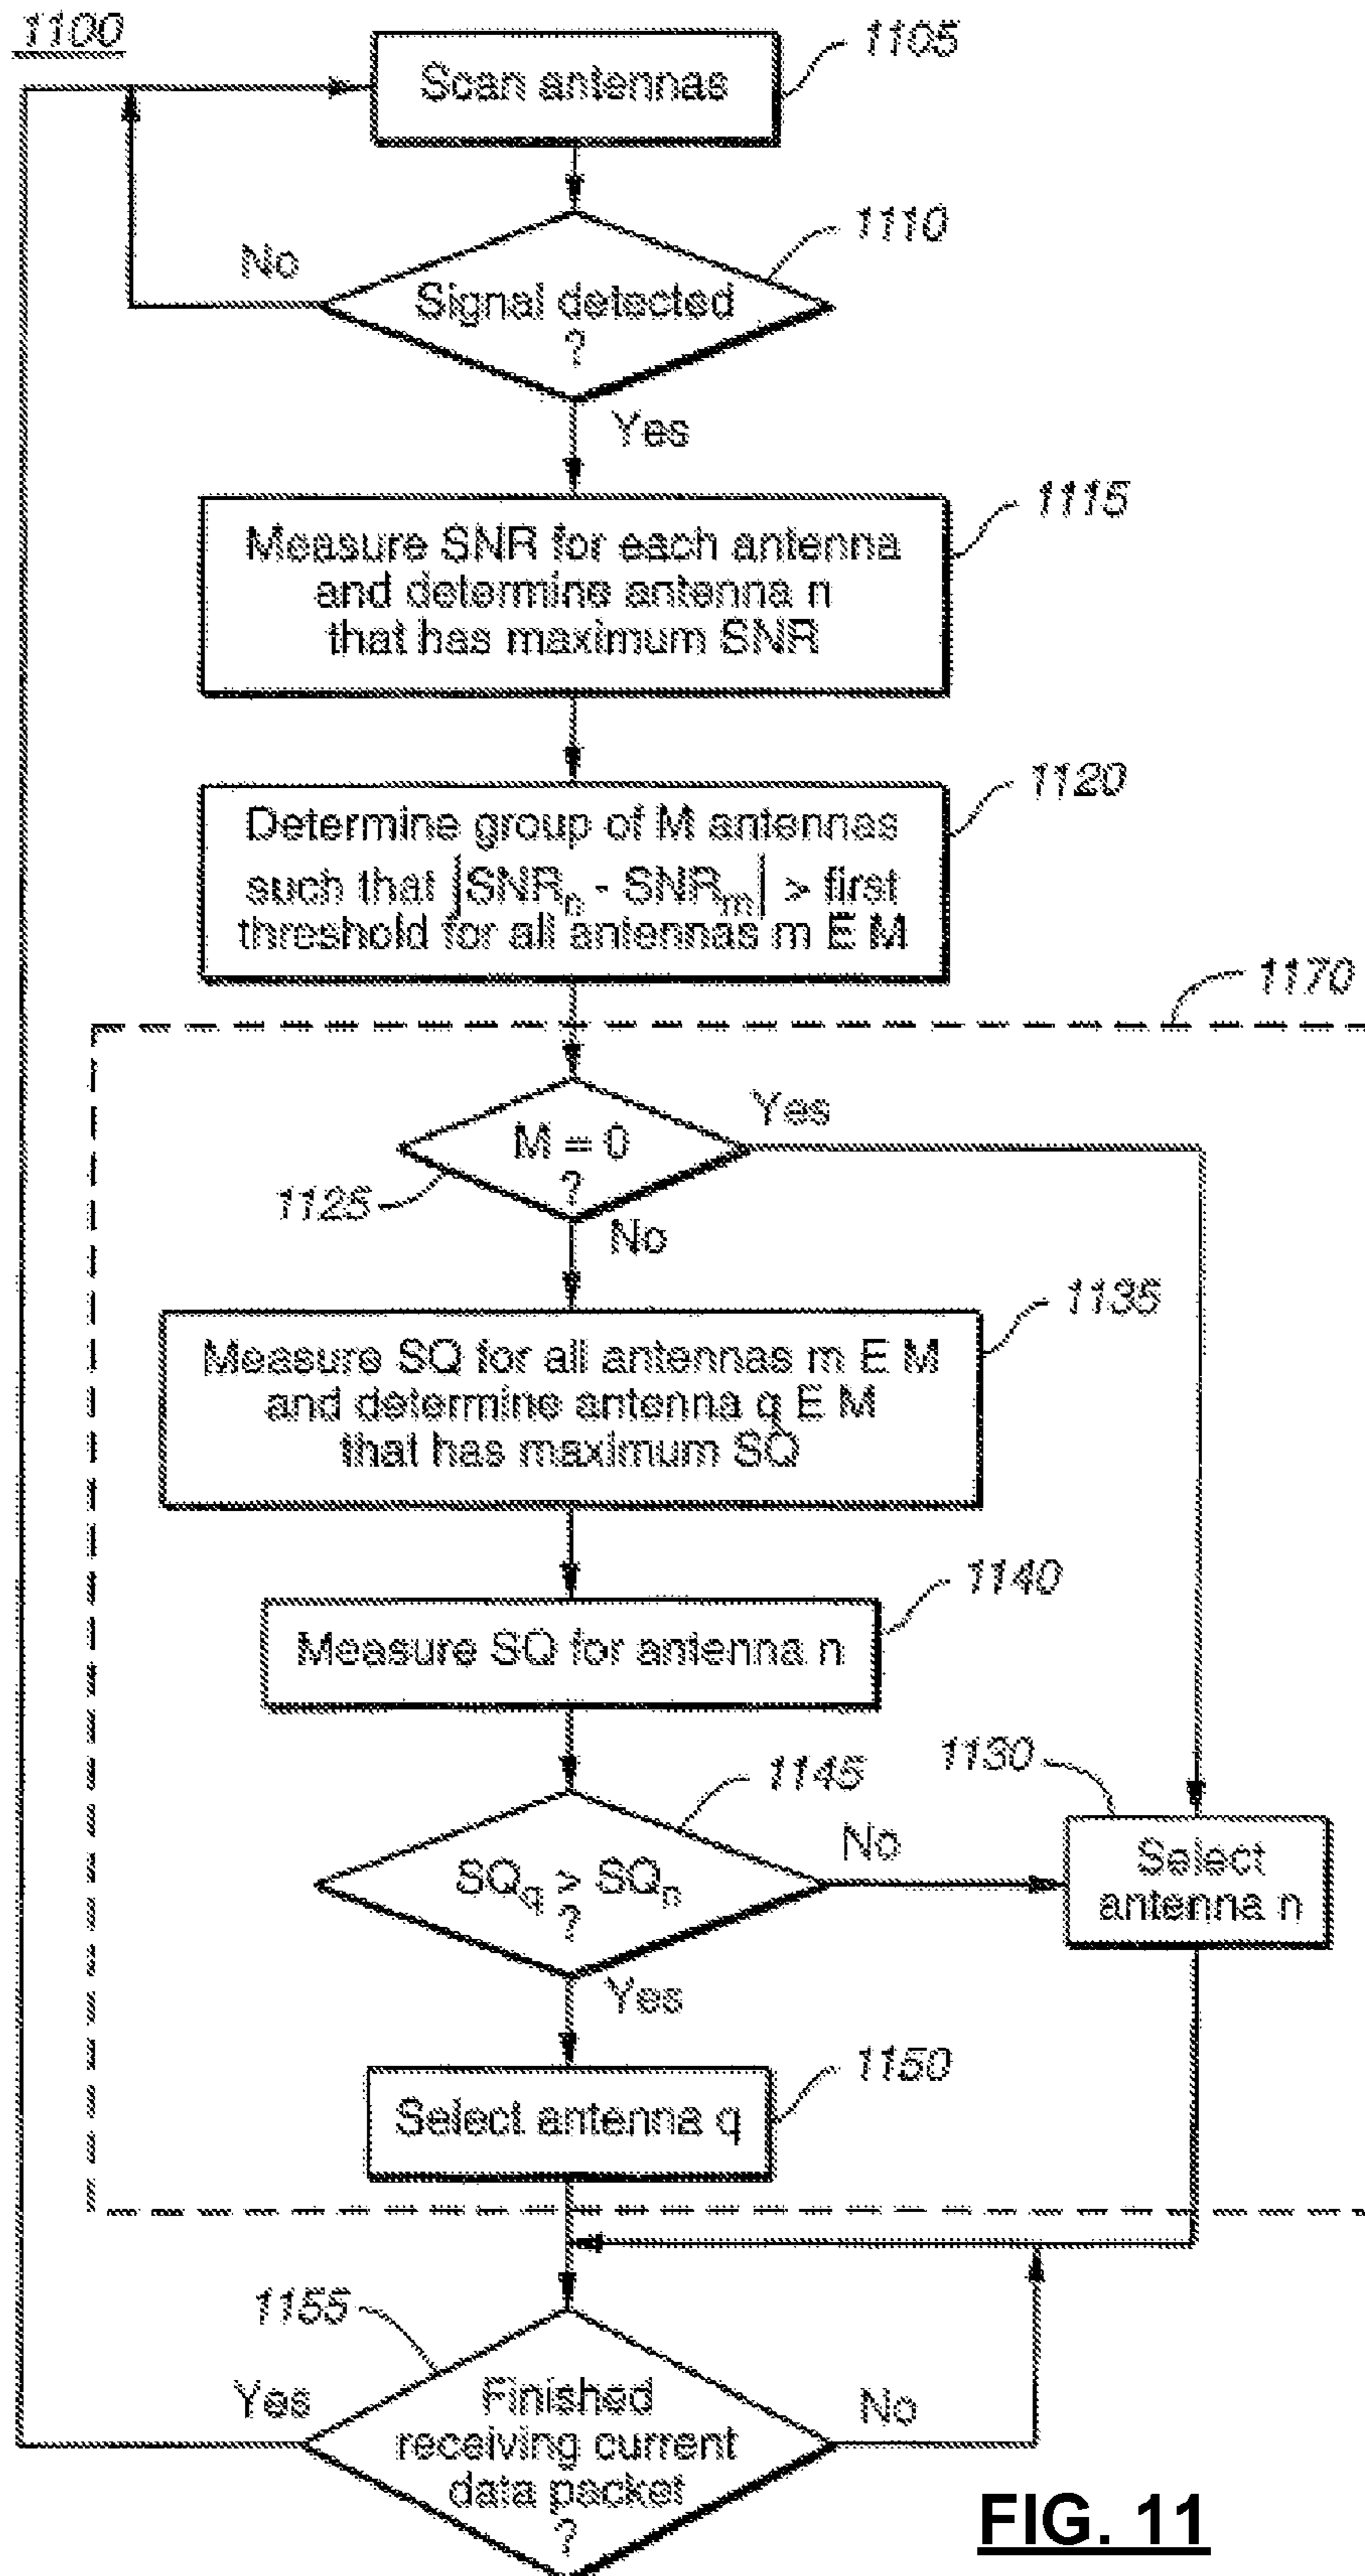 1100
1105
Scan antennas
1110
No
Signal detected
?
Yes
1115
Measure SNR for each antenna
and determine antenna n
that has maximum SNR
1120
Determine group of M antennas
such that |SNRn - SNRm| > first
threshold for all antennas m E M
1170
M = 0
?
Yes
1125
No
1135
Measure SQ for all antennas m E M
and determine antenna q E M
that has maximum SQ
1140
Measure SQ for antenna n
1145
1130
SQq > SQn
?
No
Select
antenna n
Yes
1150
Select antenna q
1155
Yes
Finished
receiving current
data packet
?
No
FIG. 11